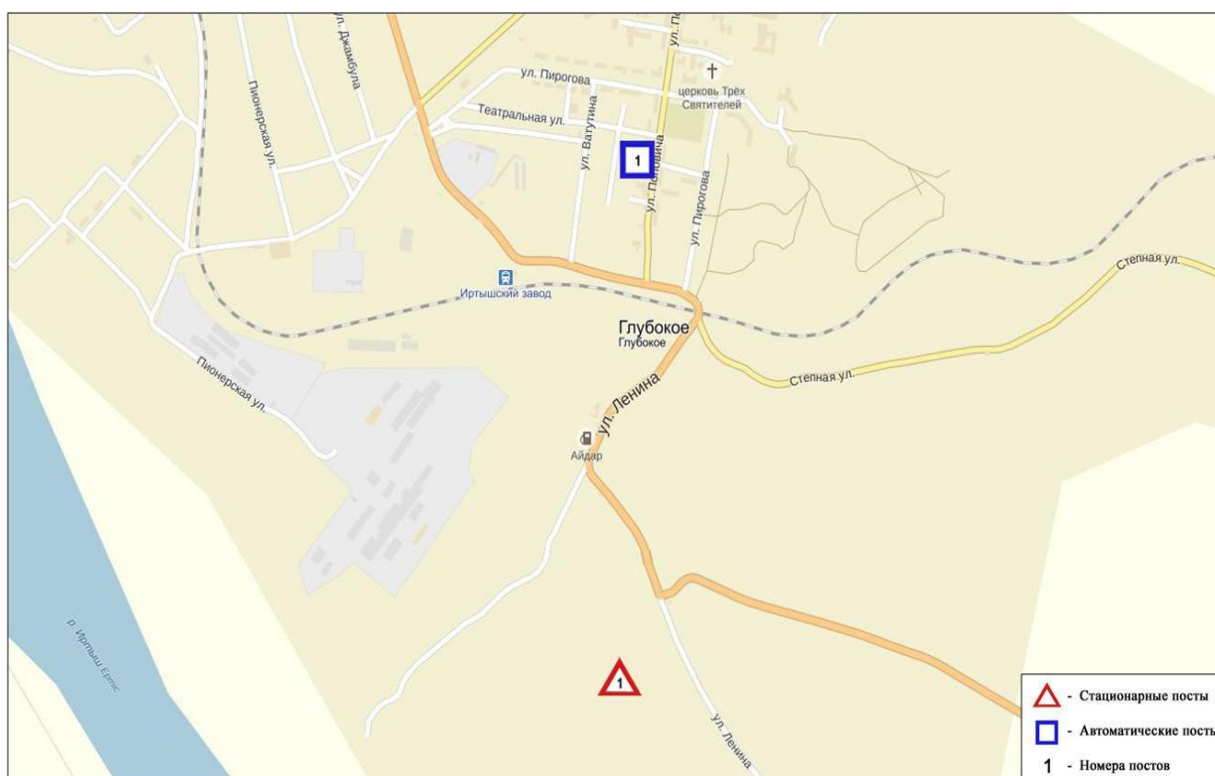 ул. Джамбула
ул. По
ул. Пирогова
церковь Трёх
Святителей
Пионерская ул.
Театральная ул.
ул. Ватутина
1
ул. Поповича
ул. Пирогова
Степная ул.
Иртышский завод
Глубокое
Глубокое
Степная ул.
Пионерская ул.
ул. Ленина
Айдар
р. Иртыш Ертіс
1
ул. Ленина
- Стационарные посты
- Автоматические посты
1 - Номера постов